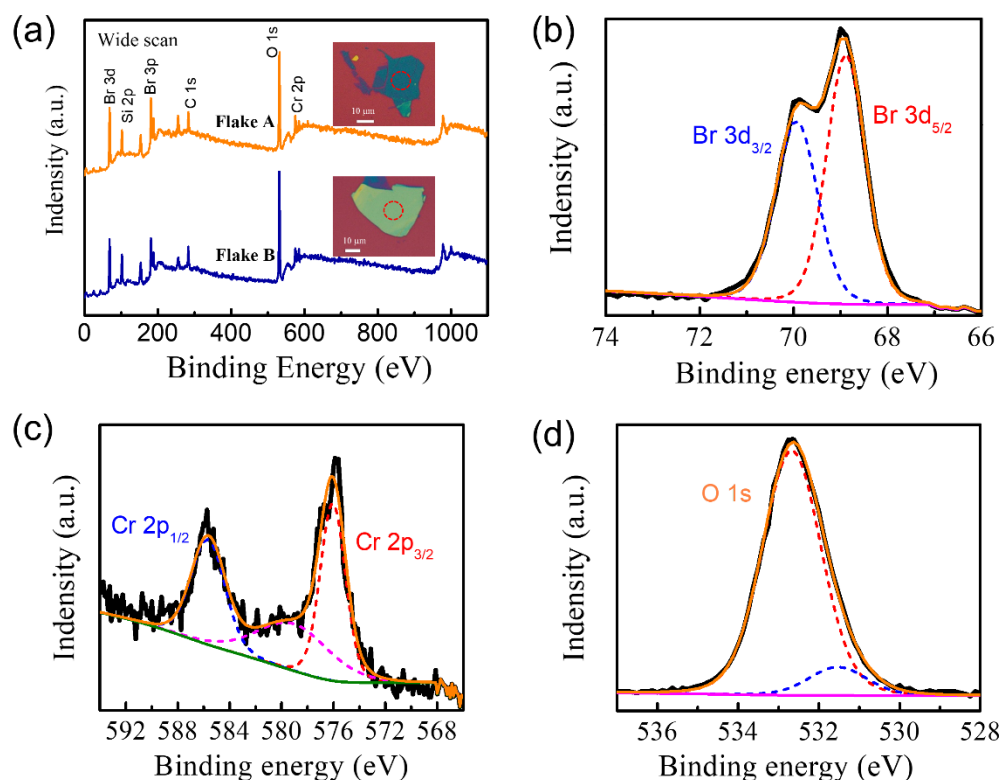 (a)
Wide scan
Br 3d
Si 2p
Br 3p
C 1s
O 1s
Cr 2p
Flake A
10 μm
Flake B
10 μm
Indensity (a.u.)
0 200 400 600 800 1000
Binding Energy (eV)
(b)
Br 3d3/2
Br 3d5/2
Indensity (a.u.)
74 72 70 68 66
Binding energy (eV)
(c)
Cr 2p1/2
Cr 2p3/2
Indensity (a.u.)
592 588 584 580 576 572 568
Binding energy (eV)
(d)
O 1s
Indensity (a.u.)
536 534 532 530 528
Binding energy (eV)